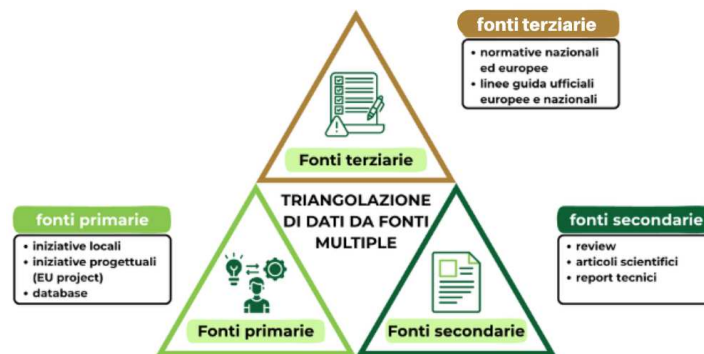 fonti terziarie
• normative nazionali
ed europee
• linee guida ufficiali
europee e nazionali
Fonti terziarie
TRIANGOLAZIONE
DI DATI DA FONTI
MULTIPLE
fonti primarie
• iniziative locali
• iniziative progettuali
(EU project)
• database
Fonti primarie
fonti secondarie
• review
• articoli scientifici
• report tecnici
Fonti secondarie